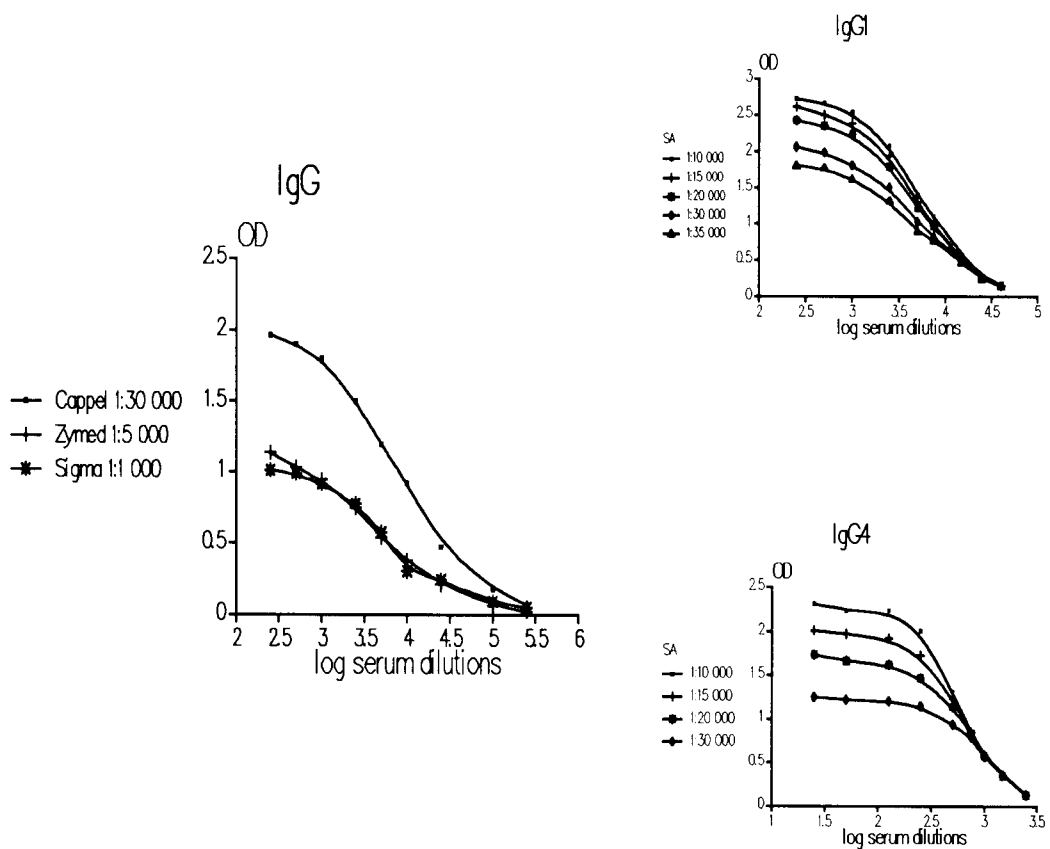 IgG
OD
2.5
2
1.5
1
0.5
0
2 2.5 3 3.5 4 4.5 5 5.5 6
log serum dilutions
Cappel 1:30 000
Zymed 1:5 000
Sigma 1:1 000
IgG1
OD
3
2.5
2
1.5
1
0.5
0
2 2.5 3 3.5 4 4.5 5
log serum dilutions
SA
1:10 000
1:15 000
1:20 000
1:30 000
1:35 000
IgG4
OD
2.5
2
1.5
1
0.5
0
1 1.5 2 2.5 3 3.5
log serum dilutions
SA
1:10 000
1:15 000
1:20 000
1:30 000